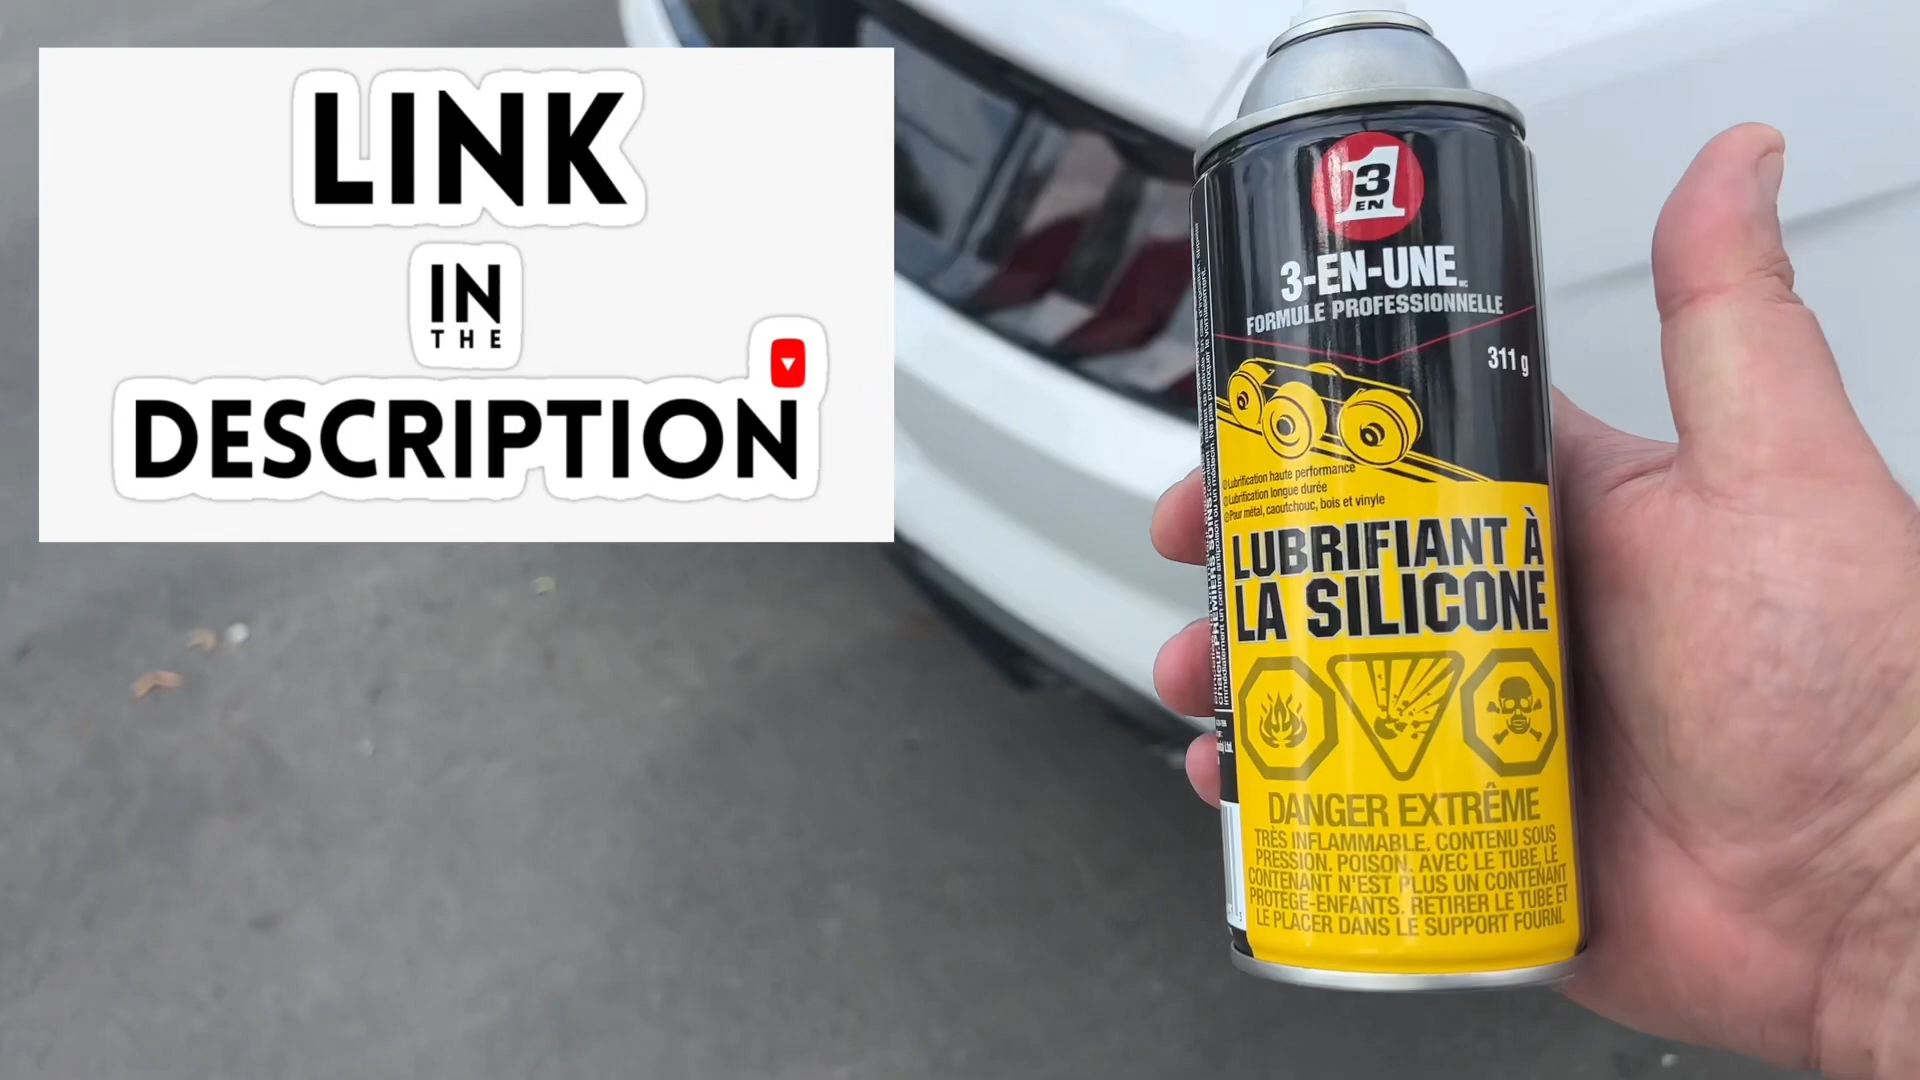 LINK
IN
THE
DESCRIPTION
3
EN
1
3-EN-UNE
FORMULE PROFESSIONNELLE
311 g
Lubrification haute performance
Lubrification longue durée
Pour métal, caoutchouc, bois et vinyle
LUBRIFIANT À
LA SILICONE
DANGER EXTRÊME
TRÈS INFLAMMABLE. CONTENU SOUS
PRESSION. POISON. AVEC LE TUBE, LE
CONTENANT N'EST PLUS UN CONTENANT
PROTÈGE-ENFANTS. RETIRER LE TUBE ET
LE PLACER DANS LE SUPPORT FOURNI.